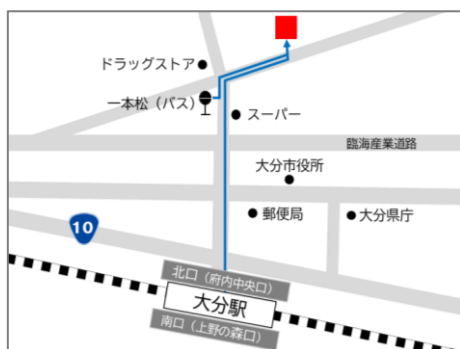 ドラッグストア
一本松（バス）
スーパー
臨海産業道路
大分市役所
郵便局
大分県庁
10
北口（府内中央口）
大分駅
南口（上野の森口）